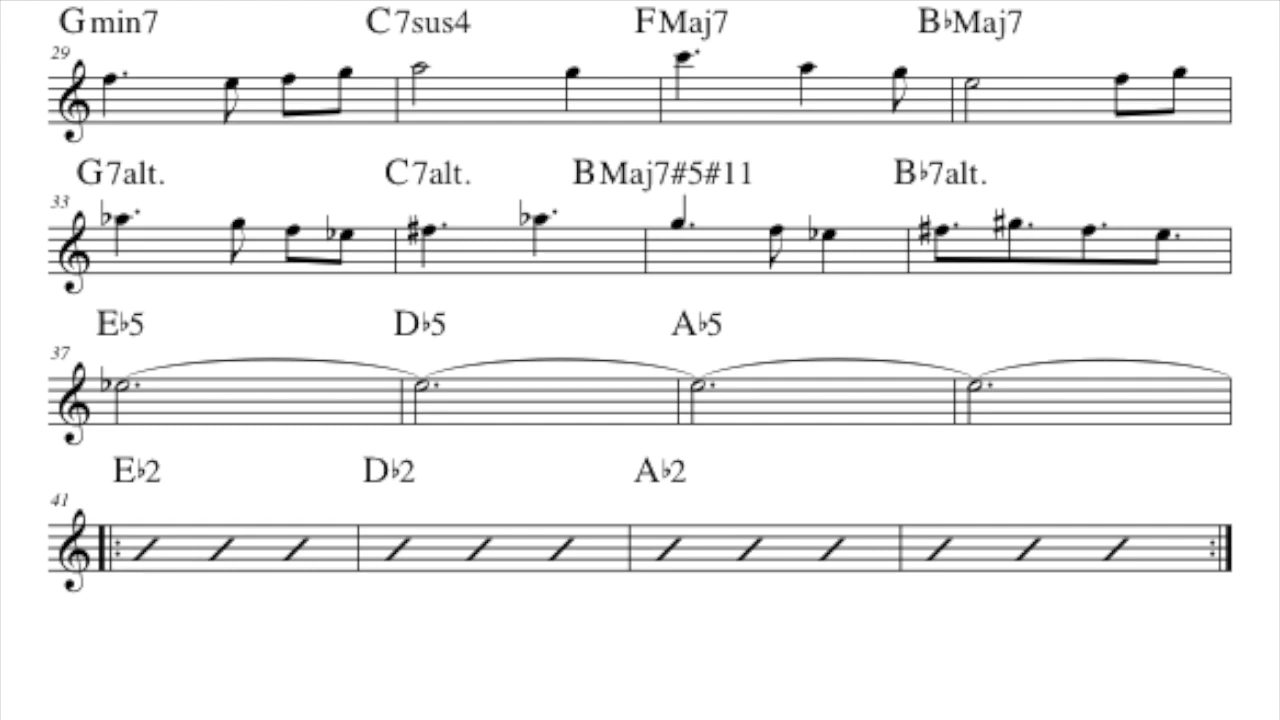 Gmin7 C7sus4 FMaj7 B♭Maj7
29
G7alt. C7alt. BMaj7#5#11 B♭7alt.
33
E♭5 D♭5 A♭5
37
E♭2 D♭2 A♭2
41